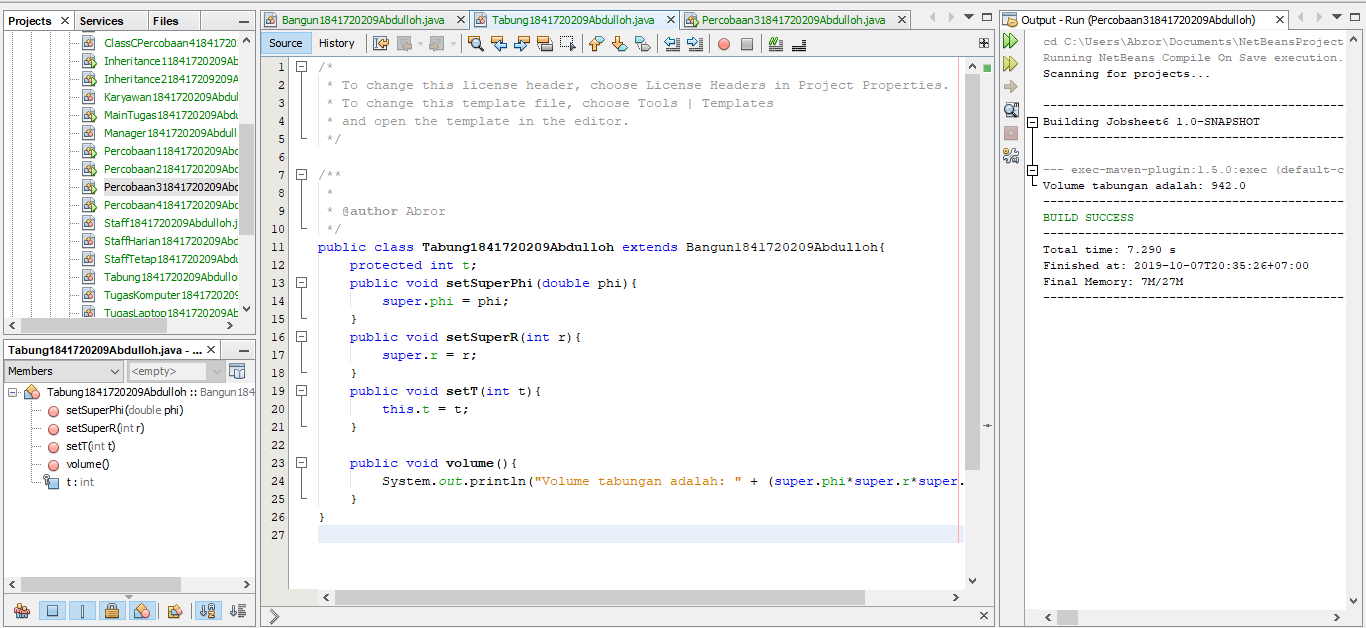 Projects
Services
Files
ClassCPercobaan41841720
Inheritance11841720209A
Inheritance21841720209A
Karyawan1841720209Abdul
MainTugas1841720209Abdu
Manager1841720209Abdull
Percobaan11841720209Abd
Percobaan21841720209Abd
Percobaan31841720209Abd
Percobaan41841720209Abd
Staff1841720209Abdulloh.j
StaffHarian1841720209Abd
StaffTetap1841720209Abdu
Tabung1841720209Abdullo
TugasKomputer1841720209
TugasLaptop1841720209Ab
Tabung1841720209Abdulloh.java - ...
Members
<empty>
Tabung1841720209Abdulloh :: Bangun184
setSuperPhi(double phi)
setSuperR(int r)
setT(int t)
volume()
t : int
Bangun1841720209Abdulloh.java
Tabung1841720209Abdulloh.java
Percobaan31841720209Abdulloh.java
Source
History
1 /*
2 * To change this license header, choose License Headers in Project Properties.
3 * To change this template file, choose Tools | Templates
4 * and open the template in the editor.
5 */
6
7 /**
8 *
9 * @author Abror
10 */
11 public class Tabung1841720209Abdulloh extends Bangun1841720209Abdulloh{
12 protected int t;
13 public void setSuperPhi(double phi){
14 super.phi = phi;
15 }
16 public void setSuperR(int r){
17 super.r = r;
18 }
19 public void setT(int t){
20 this.t = t;
21 }
22
23 public void volume(){
24 System.out.println("Volume tabungan adalah: " + (super.phi*super.r*super.
25 }
26 }
27
Output - Run (Percobaan31841720209Abdulloh)
cd C:\Users\Abror\Documents\NetBeansProject
Running NetBeans Compile On Save execution.
Scanning for projects...
------------------------------------
Building Jobsheet6 1.0-SNAPSHOT
------------------------------------
--- exec-maven-plugin:1.5.0:exec (default-c
Volume tabungan adalah: 942.0
------------------------------------
BUILD SUCCESS
------------------------------------
Total time: 7.290 s
Finished at: 2019-10-07T20:35:26+07:00
Final Memory: 7M/27M
------------------------------------